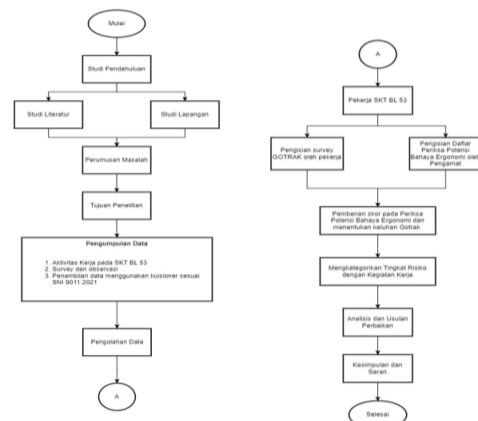 Mulai
Studi Pendahuluan
Studi Literatur
Studi Lapangan
Perumusan Masalah
Tujuan Penelitian
Pengumpulan Data
1. Aktivitas Kerja pada SKT BL 53
2. Survey dan observasi
3. Penambilan data menggunakan kuisioner sesuai
SNI 9011:2021
Pengolahan Data
A
A
Pekerja SKT BL 53
Pengisian survey
GOTRAK oleh pekerja
Pengisian Daftar
Periksa Potensi
Bahaya Ergonomi oleh
Pengamat
Pemberian skor pada Periksa
Potensi Bahaya Ergonomi dan
menentukan keluhan Gotrak
Mengkategorikan Tingkat Risiko
dengan Kegiatan Kerja
Analisis dan Usulan
Perbaikan
Kesimpulan dan
Saran
Selesai